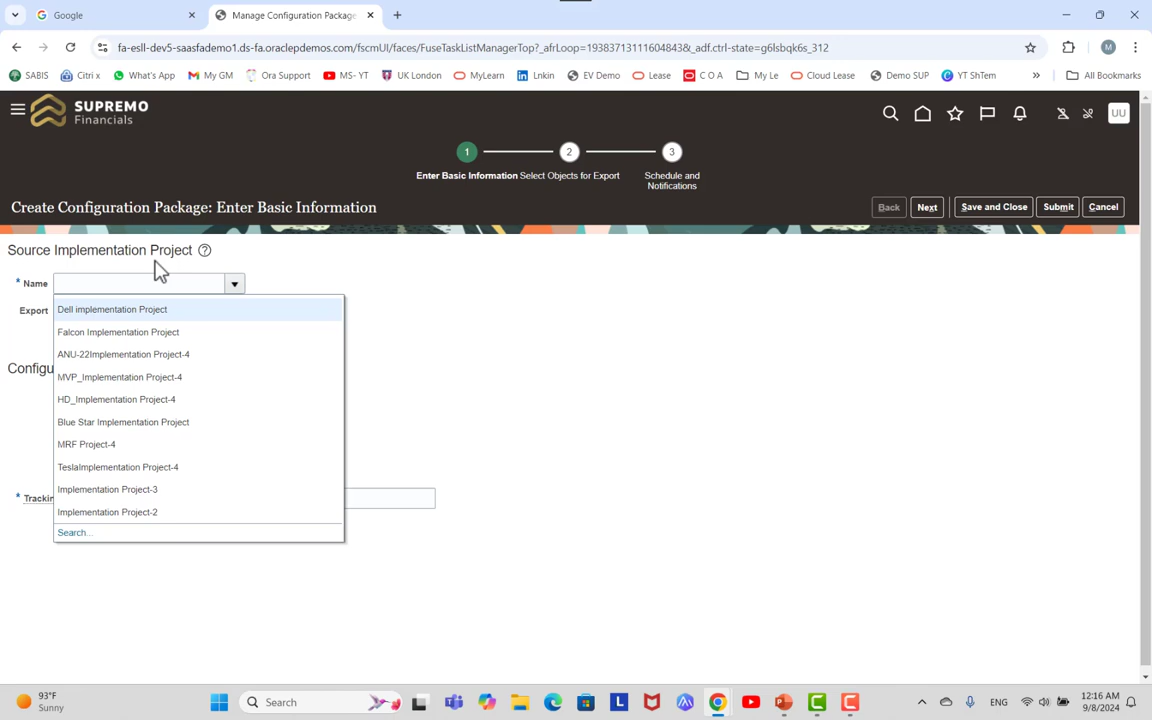 Google
Manage Configuration Package
fa-esll-dev5-saasfademo1.ds-fa.oraclepdemos.com/fscmUI/faces/FuseTaskListManagerTop?_afrLoop=19383713111604843&_adf.ctrl-state=g6lsbqk6s_312
M
SABIS
Citri x
What's App
My GM
Ora Support
MS- YT
UK London
MyLearn
Lnkin
EV Demo
Lease
C O A
My Le
Cloud Lease
Demo SUP
YT ShTem
»
All Bookmarks
SUPREMO
Financials
UU
1
2
3
Enter Basic Information
Select Objects for Export
Schedule and
Notifications
Create Configuration Package: Enter Basic Information
Back
Next
Save and Close
Submit
Cancel
Source Implementation Project
?
* Name
Export
Dell implementation Project
Falcon Implementation Project
ANU-22Implementation Project-4
MVP_Implementation Project-4
Configu
HD_Implementation Project-4
Blue Star Implementation Project
MRF Project-4
TeslaImplementation Project-4
Implementation Project-3
* Trackin
Implementation Project-2
Search...
93°F
Sunny
Search
ENG
12:16 AM
9/8/2024